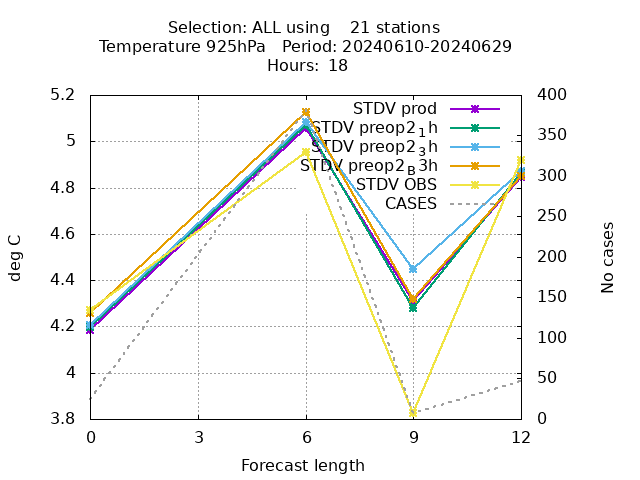 Selection: ALL using    21 stations
Temperature 925hPa   Period: 20240610-20240629
Hours:  18
5.2
5
4.8
4.6
4.4
4.2
4
3.8
400
350
300
250
200
150
100
50
0
STDV prod
STDV preop2₁h
STDV preop2₃h
STDV preop2_B3h
STDV OBS
CASES
deg C
No cases
0 3 6 9 12
Forecast length